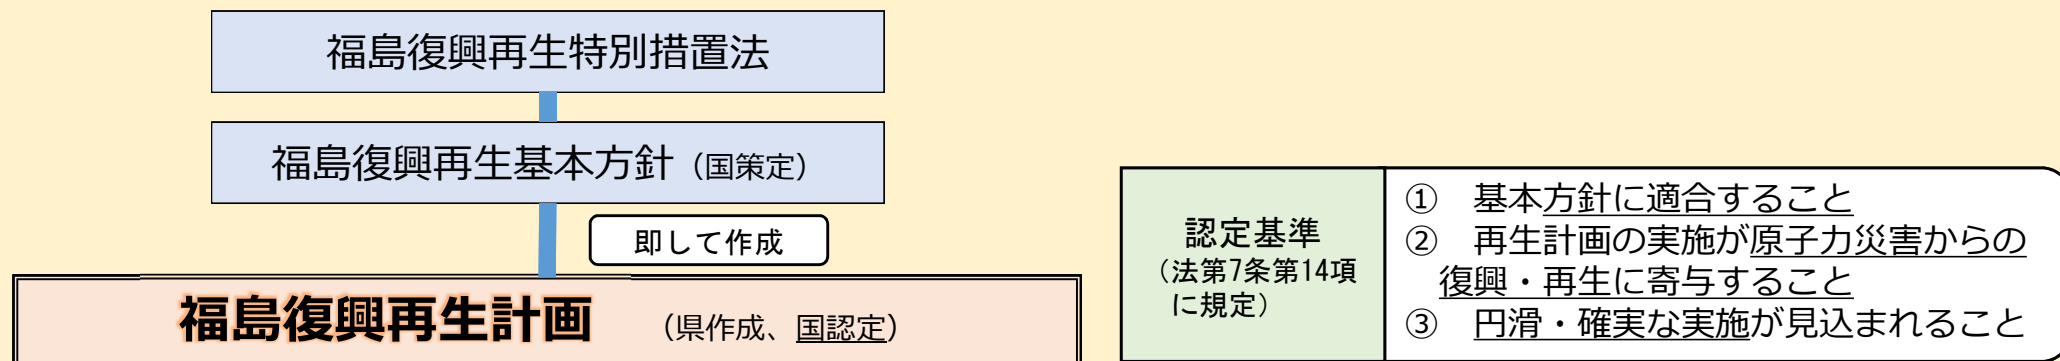 福島復興再生特別措置法
福島復興再生基本方針（国策定）
即して作成
福島復興再生計画 （県作成、国認定）
認定基準
（法第7条第14項
に規定）
① 基本方針に適合すること
② 再生計画の実施が原子力災害からの
復興・再生に寄与すること
③ 円滑・確実な実施が見込まれること